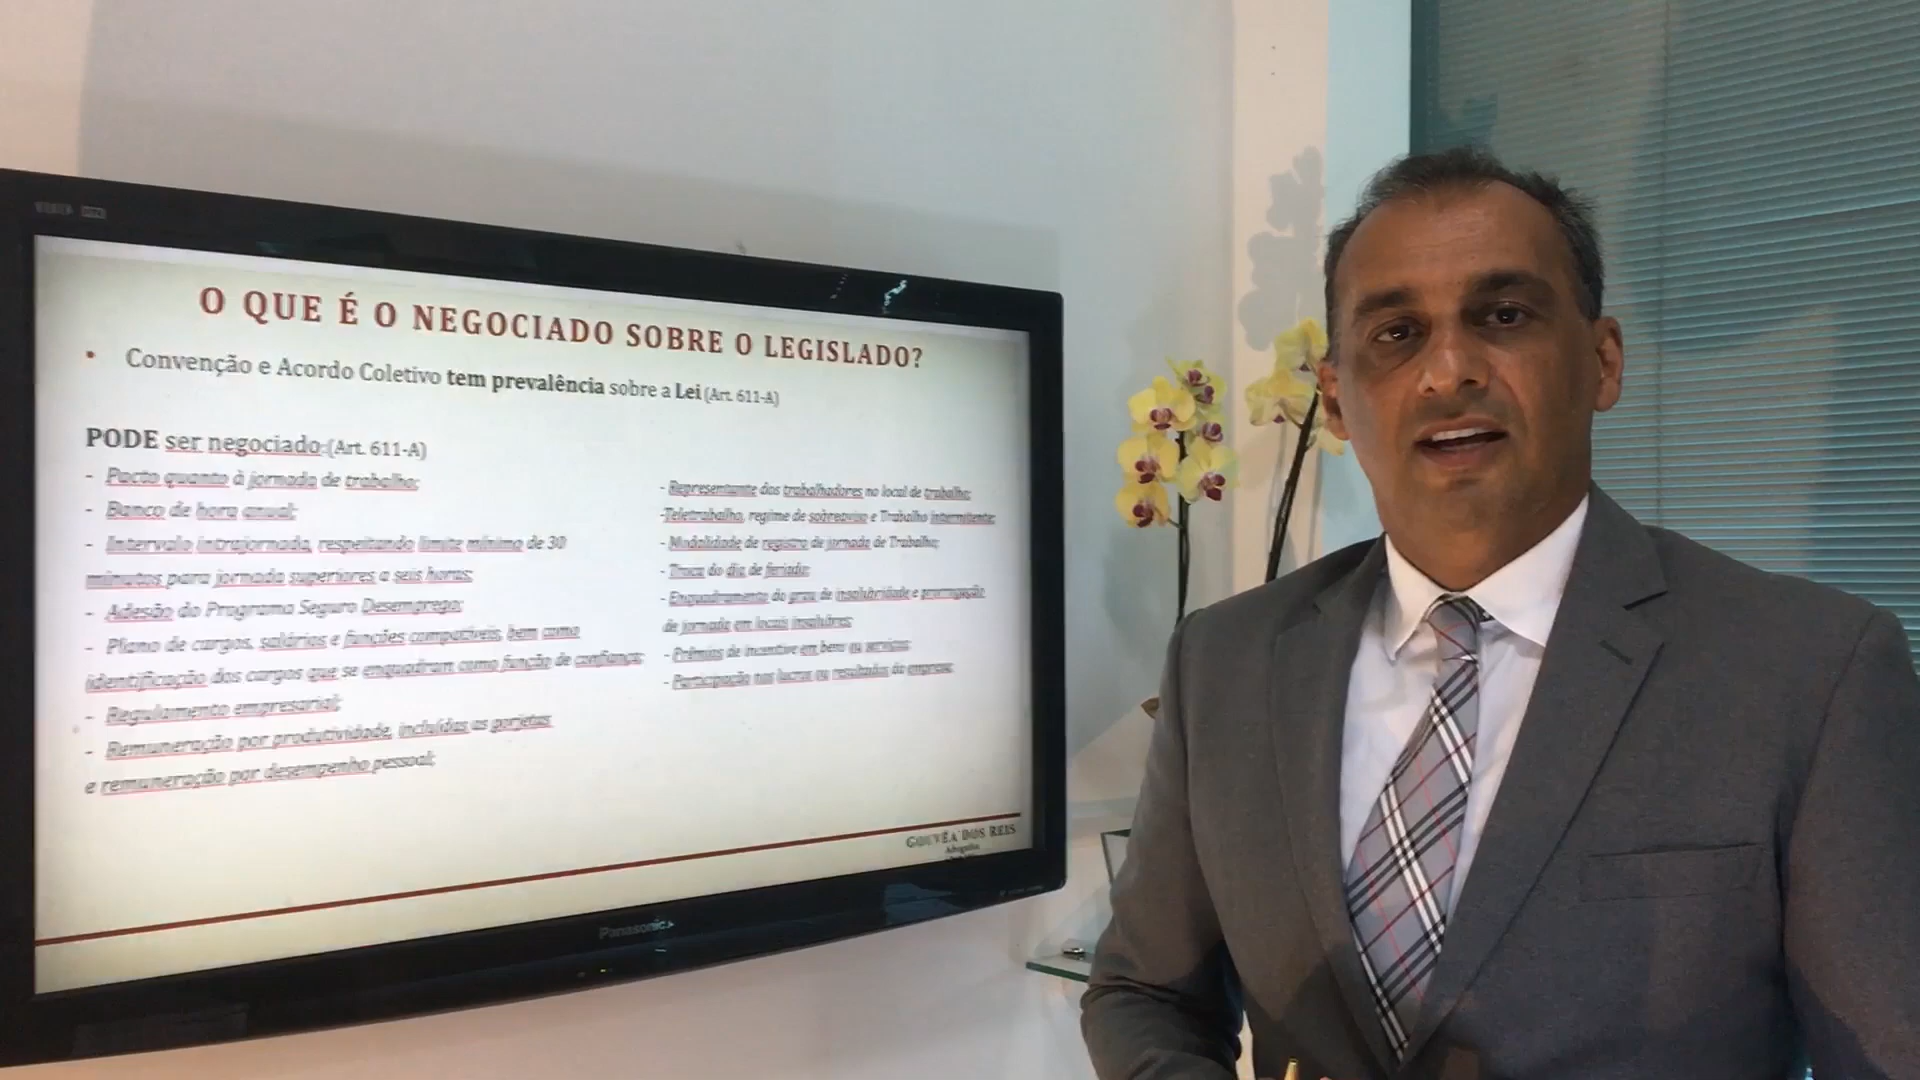 O QUE É O NEGOCIADO SOBRE O LEGISLADO?
• Convenção e Acordo Coletivo tem prevalência sobre a Lei (Art. 611-A)
PODE ser negociado:(Art. 611-A)
- Pacto quanto à jornada de trabalho;
- Banco de hora anual;
- Intervalo intrajornada, respeitando limite mínimo de 30
minutos para jornada superiores a seis horas;
- Adesão do Programa Seguro Desemprego;
- Plano de cargos, salários e funções compatíveis, bem como
identificação dos cargos que se enquadram como função de confiança;
- Regulamento empresarial;
- Remuneração por produtividade, incluídas as gorjetas
e remuneração por desempenho pessoal;
- Representante dos trabalhadores no local de trabalho;
-Teletrabalho, regime de sobreaviso e Trabalho intermitente;
- Modalidade de registro de jornada de Trabalho;
- Troca do dia de feriado;
- Enquadramento do grau de insalubridade e prorrogação
de jornada em locais insalubres;
- Prêmios de incentivo em bens ou serviços;
- Participação nos lucros ou resultados da empresa;
GOUVÊA DOS REIS
Advogados
Panasonic